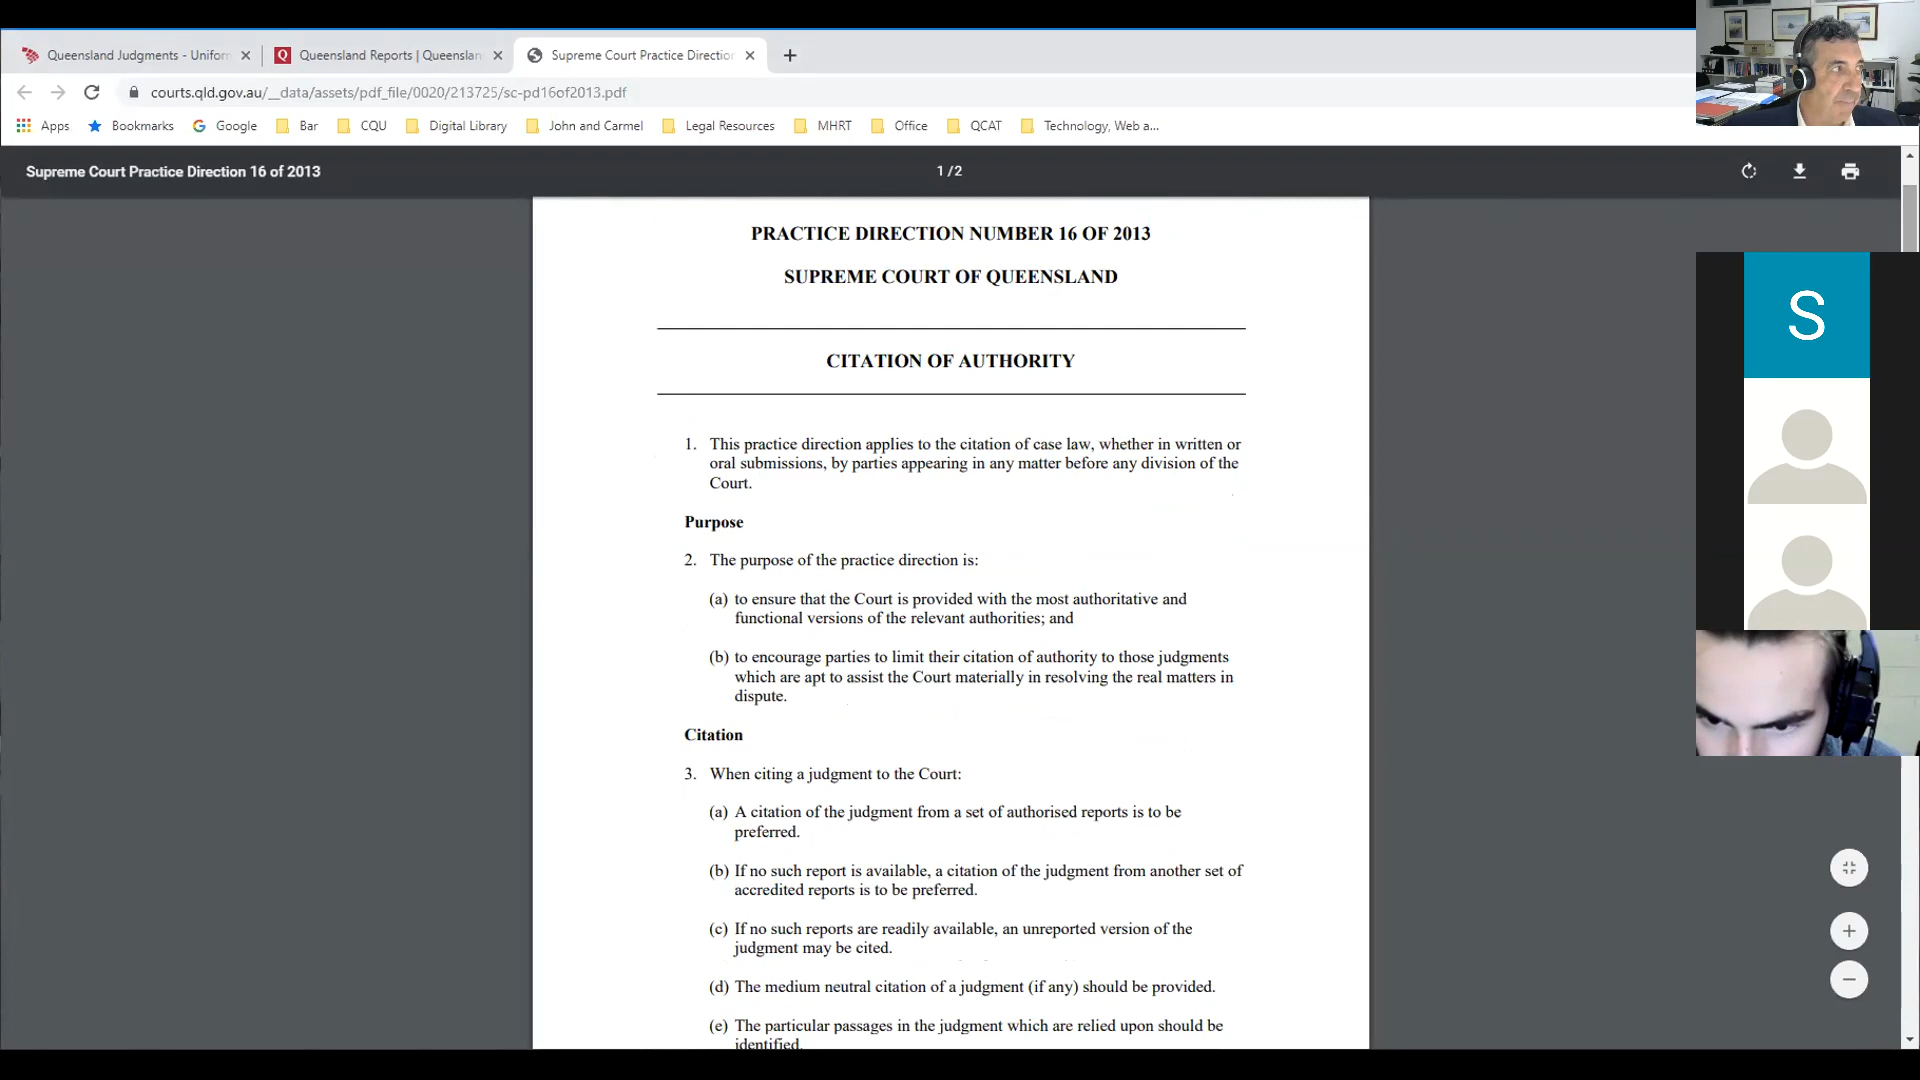 Queensland Judgments - Unifor
Queensland Reports | Queenslan
Supreme Court Practice Direction
courts.qld.gov.au/__data/assets/pdf_file/0020/213725/sc-pd16of2013.pdf
Apps
Bookmarks
Google
Bar
CQU
Digital Library
John and Carmel
Legal Resources
MHRT
Office
QCAT
Technology, Web a...
Supreme Court Practice Direction 16 of 2013
1 / 2
PRACTICE DIRECTION NUMBER 16 OF 2013
SUPREME COURT OF QUEENSLAND
CITATION OF AUTHORITY
1. This practice direction applies to the citation of case law, whether in written or
oral submissions, by parties appearing in any matter before any division of the
Court.
Purpose
2. The purpose of the practice direction is:
(a) to ensure that the Court is provided with the most authoritative and
functional versions of the relevant authorities; and
(b) to encourage parties to limit their citation of authority to those judgments
which are apt to assist the Court materially in resolving the real matters in
dispute.
Citation
3. When citing a judgment to the Court:
(a) A citation of the judgment from a set of authorised reports is to be
preferred.
(b) If no such report is available, a citation of the judgment from another set of
accredited reports is to be preferred.
(c) If no such reports are readily available, an unreported version of the
judgment may be cited.
(d) The medium neutral citation of a judgment (if any) should be provided.
(e) The particular passages in the judgment which are relied upon should be
identified.
S